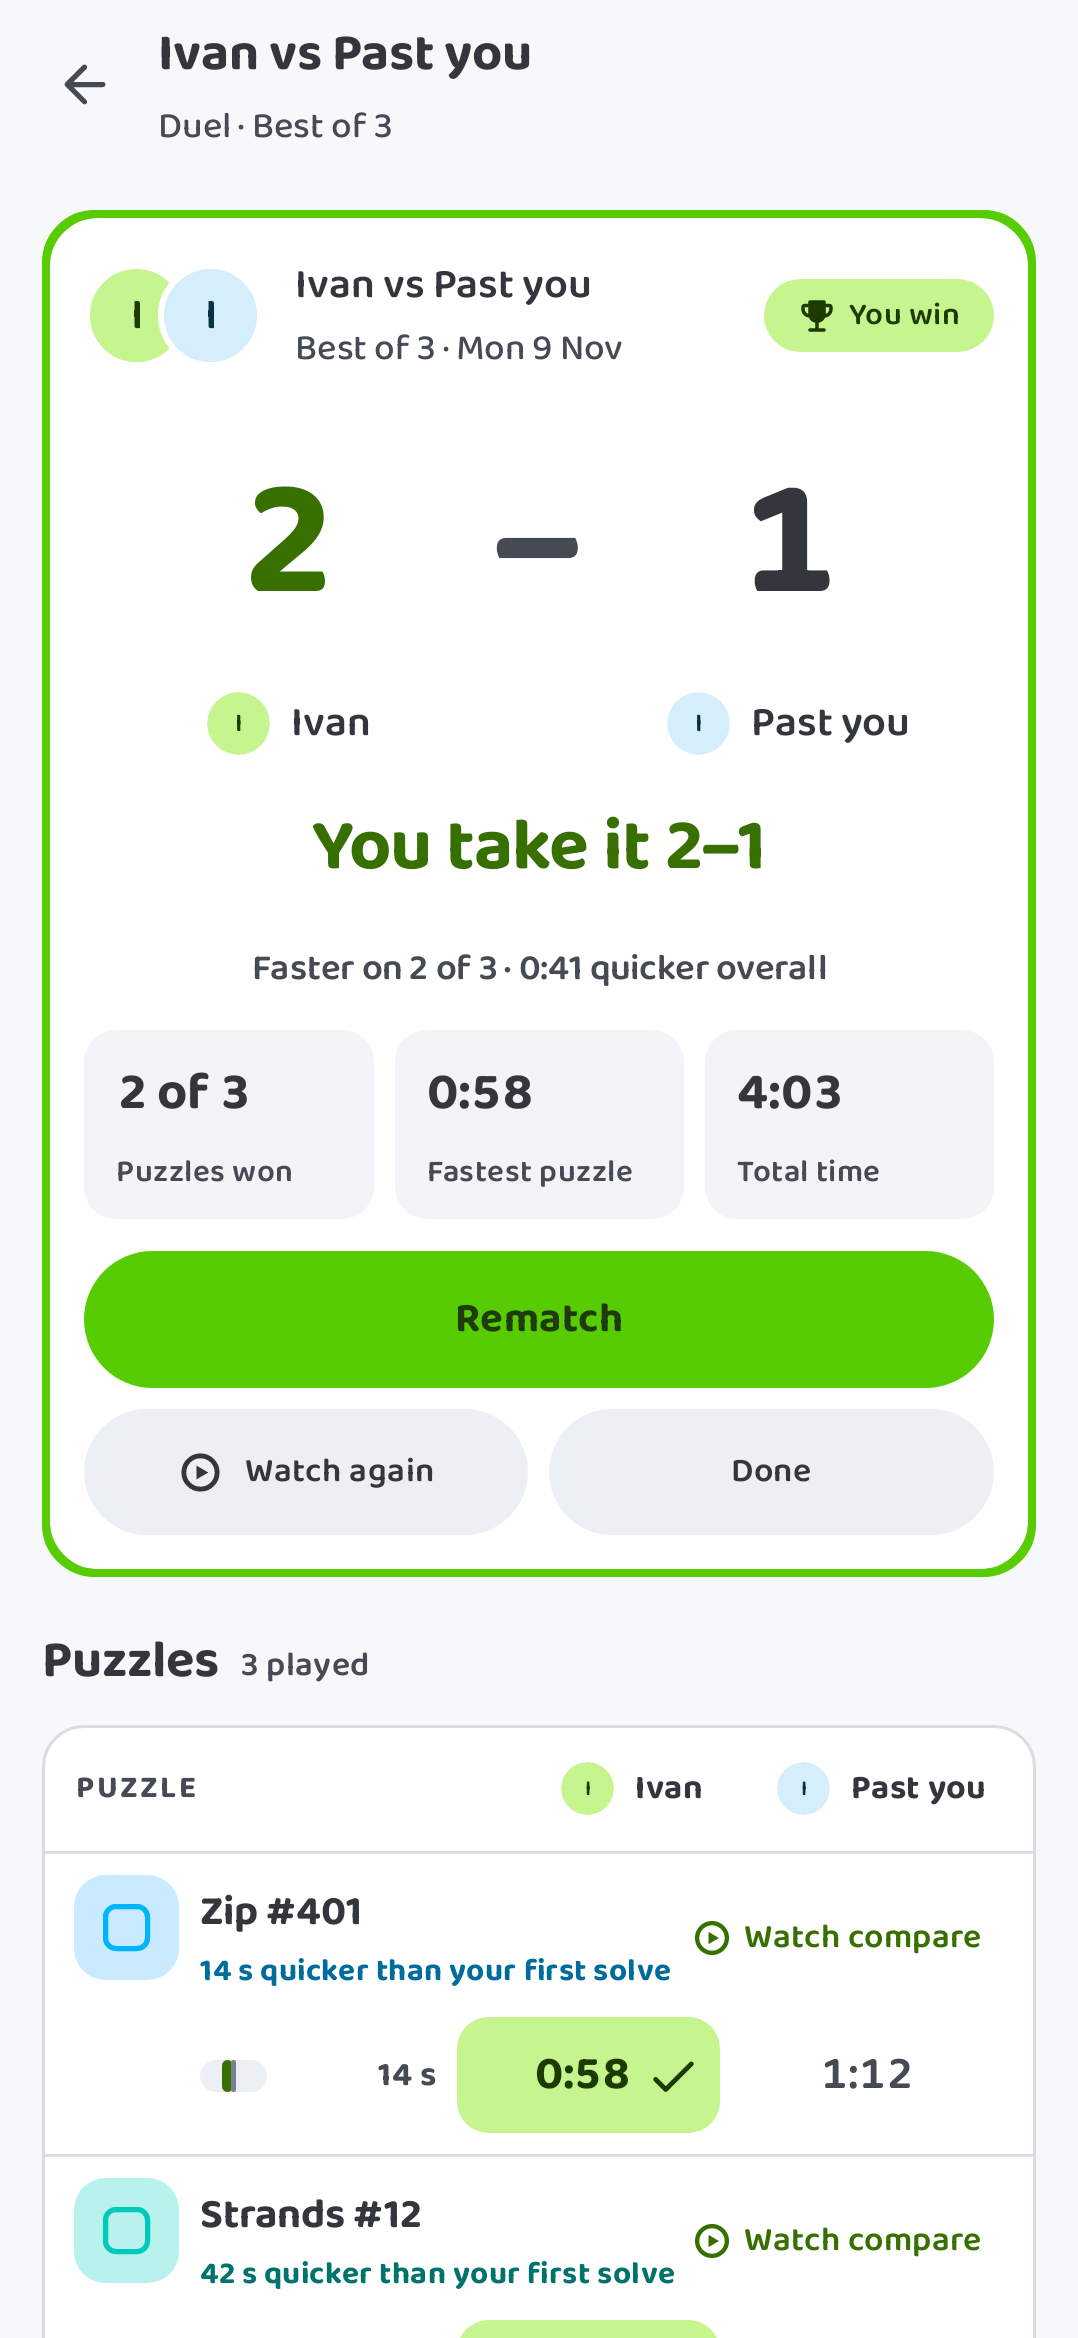 Ivan vs Past you
Duel · Best of 3
I
I
Ivan vs Past you
Best of 3 · Mon 9 Nov
You win
2 – 1
I Ivan
I Past you
You take it 2–1
Faster on 2 of 3 · 0:41 quicker overall
2 of 3
Puzzles won
0:58
Fastest puzzle
4:03
Total time
Rematch
Watch again
Done
Puzzles 3 played
PUZZLE
I Ivan
I Past you
Zip #401
14 s quicker than your first solve
Watch compare
14 s
0:58
1:12
Strands #12
42 s quicker than your first solve
Watch compare